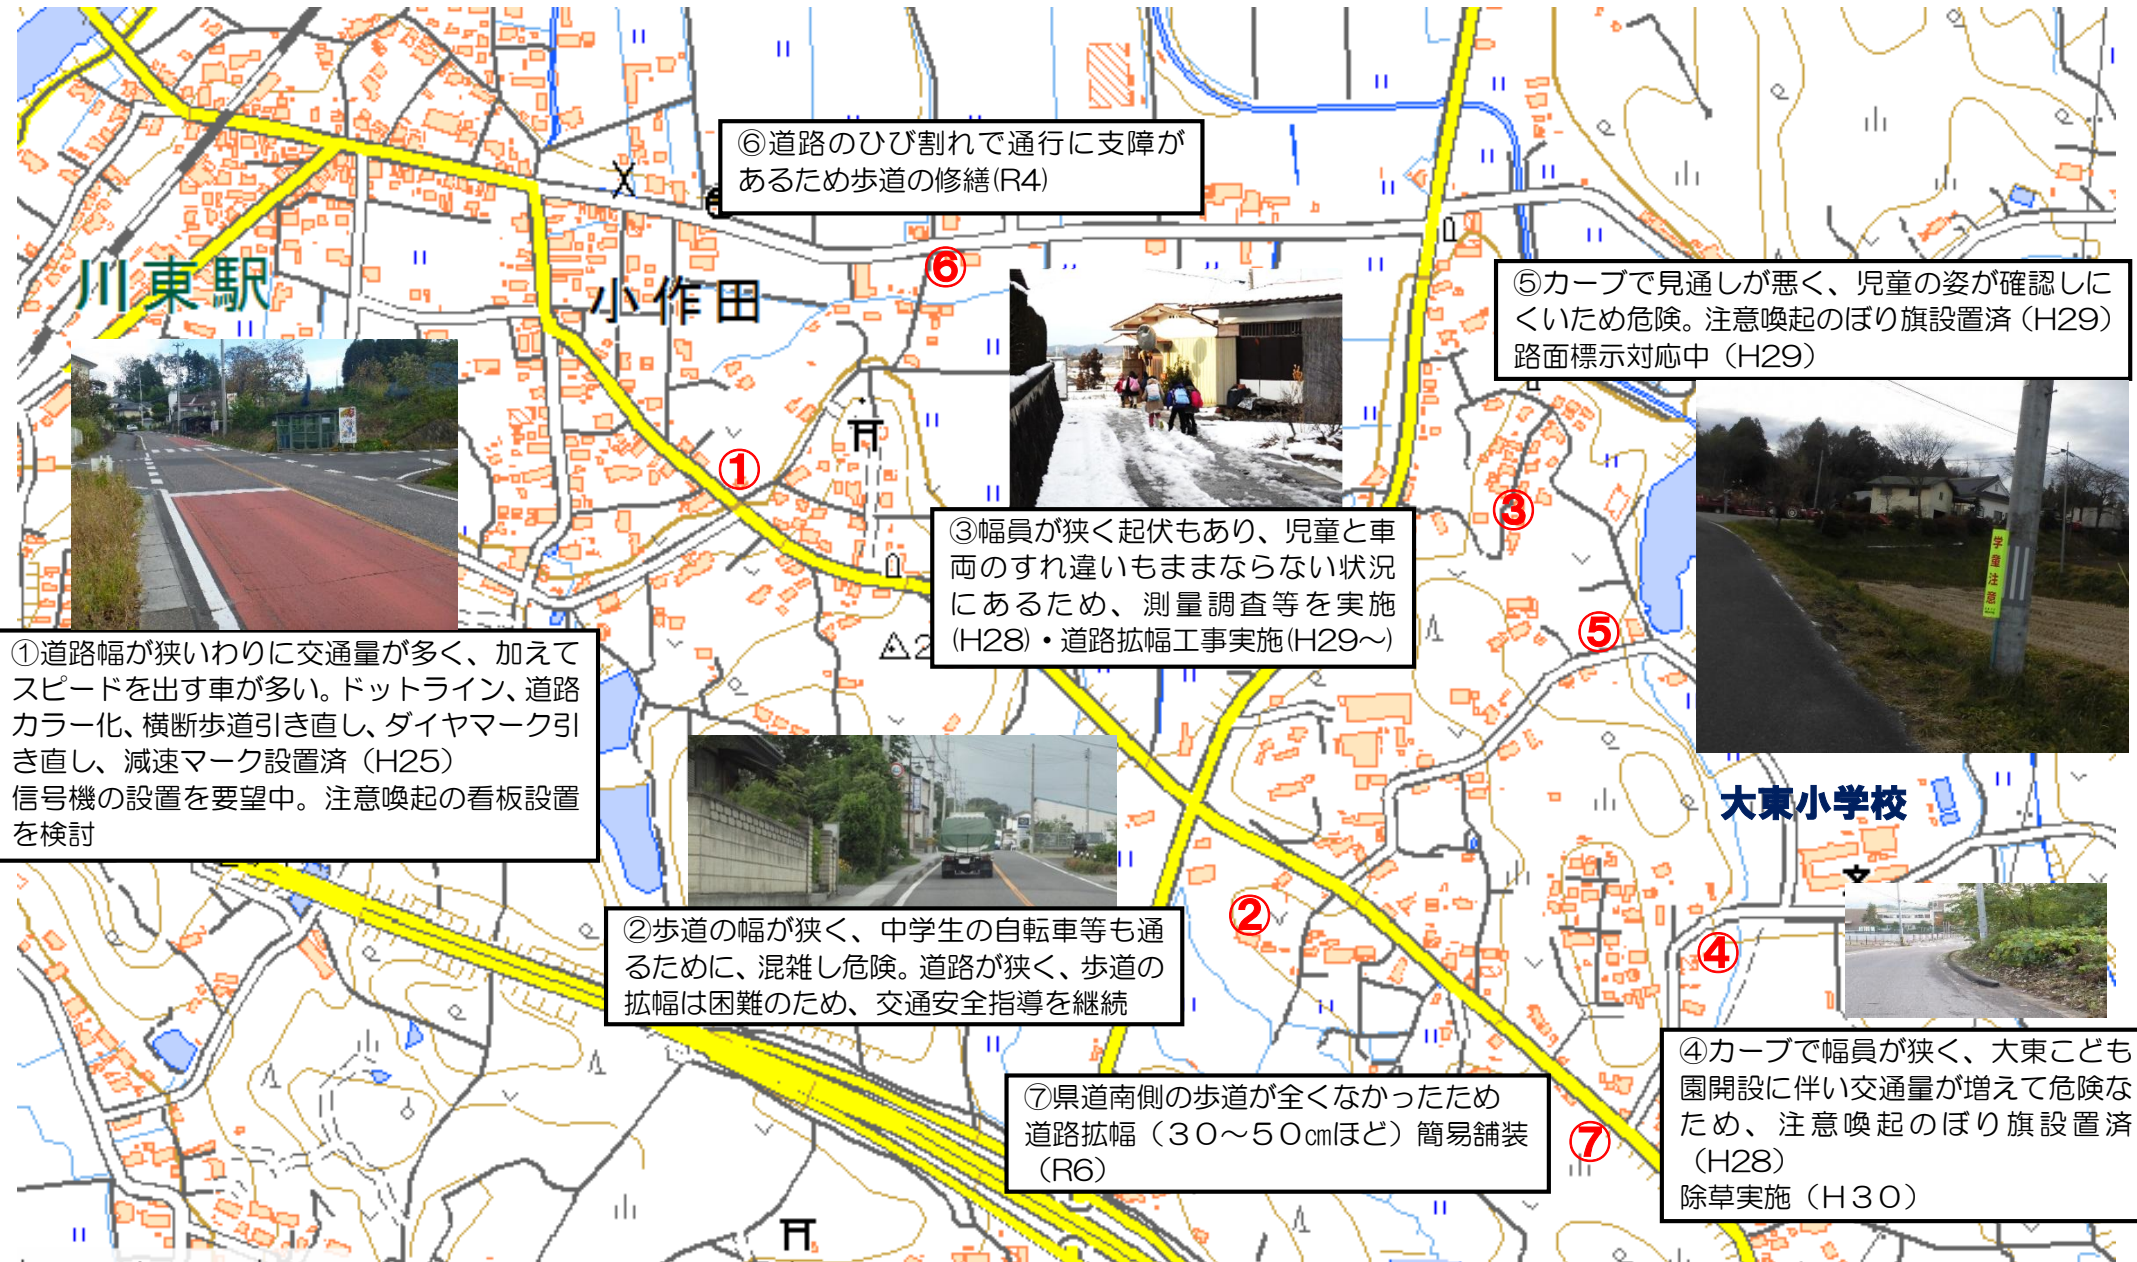 ⑥道路のひび割れで通行に支障が
あるため歩道の修繕(R4)
川東駅
小作田
⑥
⑤カーブで見通しが悪く、児童の姿が確認しに
くいため危険。注意喚起のぼり旗設置済（H29）
路面標示対応中（H29）
①
③
③幅員が狭く起伏もあり、児童と車
両のすれ違いもままならない状況
にあるため、測量調査等を実施
(H28)・道路拡幅工事実施(H29～)
学童注意
⑤
①道路幅が狭いわりに交通量が多く、加えて
スピードを出す車が多い。ドットライン、道路
カラー化、横断歩道引き直し、ダイヤマーク引
き直し、減速マーク設置済（H25）
信号機の設置を要望中。注意喚起の看板設置
を検討
大東小学校
文
②
②歩道の幅が狭く、中学生の自転車等も通
るために、混雑し危険。道路が狭く、歩道の
拡幅は困難のため、交通安全指導を継続
④
④カーブで幅員が狭く、大東こども
園開設に伴い交通量が増えて危険な
ため、注意喚起のぼり旗設置済
（H28）
除草実施（H３０）
⑦県道南側の歩道が全くなかったため
道路拡幅（３０～５０㎝ほど）簡易舗装
（R6）
⑦